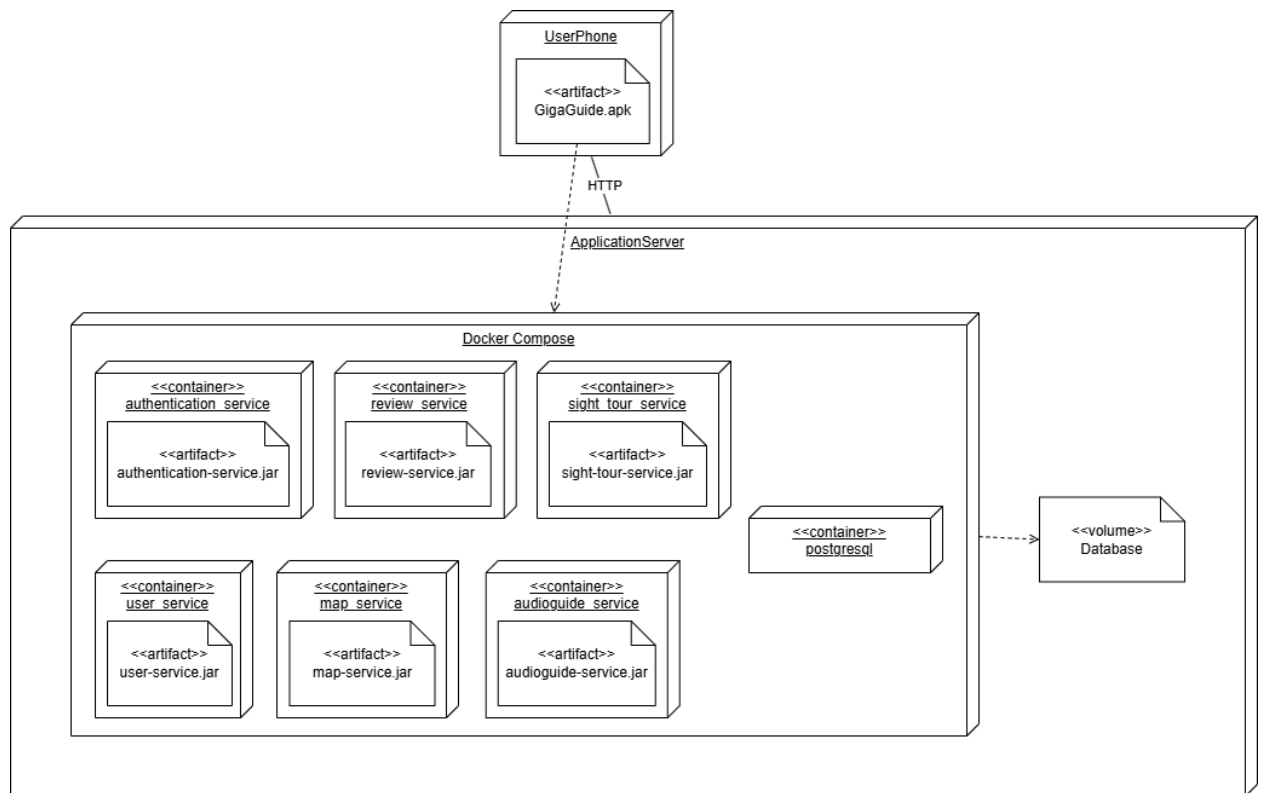 UserPhone
<<artifact>>
GigaGuide.apk
HTTP
ApplicationServer
Docker Compose
<<container>>
authentication_service
<<artifact>>
authentication-service.jar
<<container>>
review_service
<<artifact>>
review-service.jar
<<container>>
sight_tour_service
<<artifact>>
sight-tour-service.jar
<<container>>
postgresql
<<volume>>
Database
<<container>>
user_service
<<artifact>>
user-service.jar
<<container>>
map_service
<<artifact>>
map-service.jar
<<container>>
audioguide_service
<<artifact>>
audioguide-service.jar